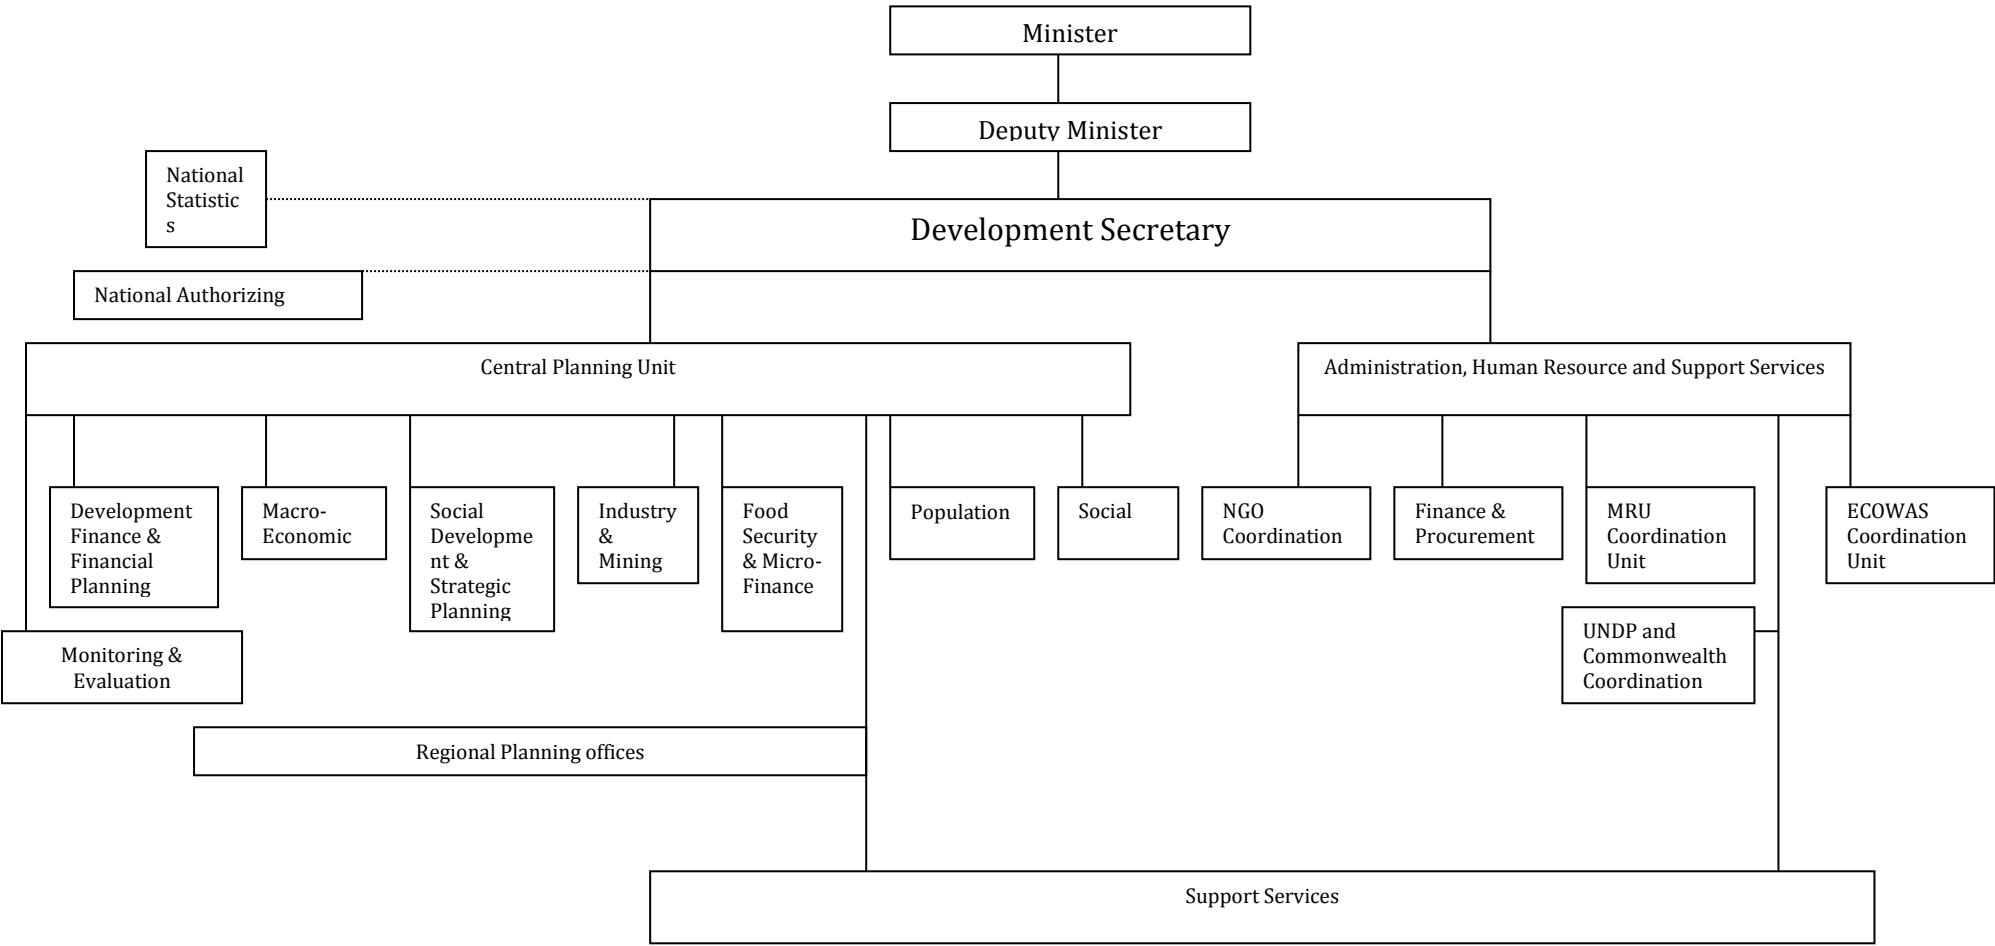 Minister
Deputy Minister
National
Statistic
s
Development Secretary
National Authorizing
Central Planning Unit
Administration, Human Resource and Support Services
Development
Finance &
Financial
Planning
Macro-
Economic
Social
Developme
nt &
Strategic
Planning
Industry
&
Mining
Food
Security
& Micro-
Finance
Population
Social
NGO
Coordination
Finance &
Procurement
MRU
Coordination
Unit
ECOWAS
Coordination
Unit
UNDP and
Commonwealth
Coordination
Monitoring &
Evaluation
Regional Planning offices
Support Services